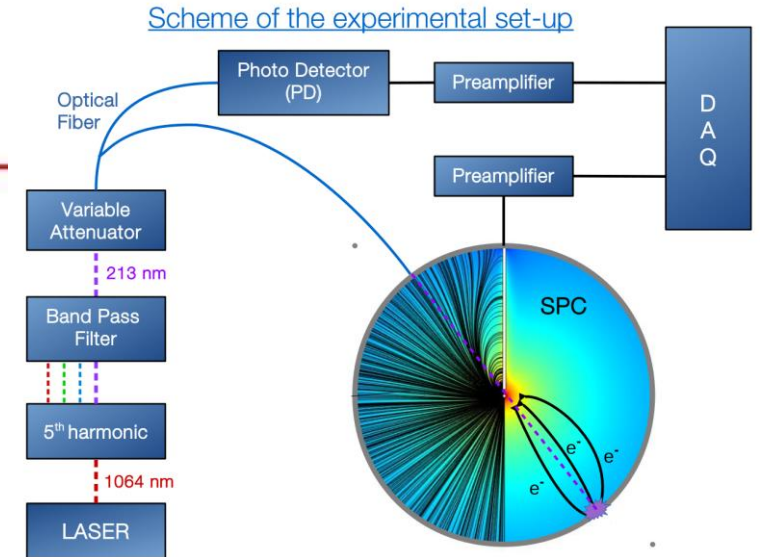 Scheme of the experimental set-up
Photo Detector
(PD)
Preamplifier
D
A
Q
Optical
Fiber
Preamplifier
Variable
Attenuator
213 nm
Band Pass
Filter
SPC
5th harmonic
e-
e-
e-
1064 nm
LASER